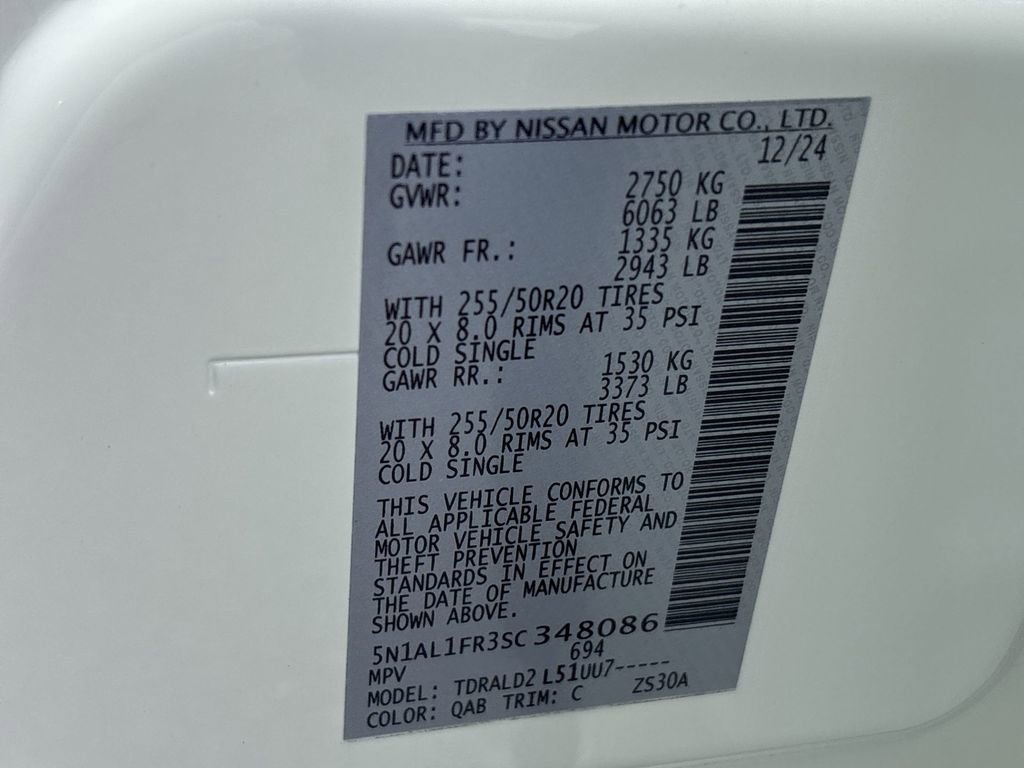 MFD BY NISSAN MOTOR CO., LTD.
DATE: 12/24
GVWR: 2750 KG
6063 LB
GAWR FR.: 1335 KG
2943 LB
WITH 255/50R20 TIRES
20 X 8.0 RIMS AT 35 PSI
COLD SINGLE
GAWR RR.: 1530 KG
3373 LB
WITH 255/50R20 TIRES
20 X 8.0 RIMS AT 35 PSI
COLD SINGLE
THIS VEHICLE CONFORMS TO
ALL APPLICABLE FEDERAL
MOTOR VEHICLE SAFETY AND
THEFT PREVENTION
STANDARDS IN EFFECT ON
THE DATE OF MANUFACTURE
SHOWN ABOVE.
5N1AL1FR3SC348086
MPV 694
MODEL: TDRALD2 L51UU7-----
COLOR: QAB TRIM: C ZS30A